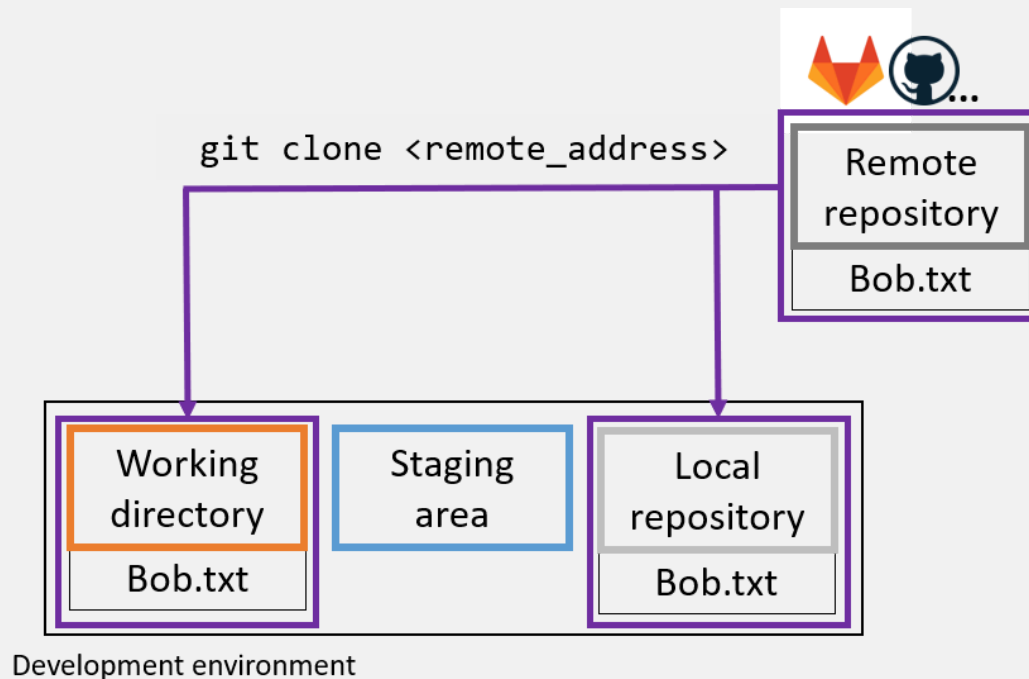 ...
git clone <remote_address>
Remote
repository
Bob.txt
Working
directory
Bob.txt
Staging
area
Local
repository
Bob.txt
Development environment